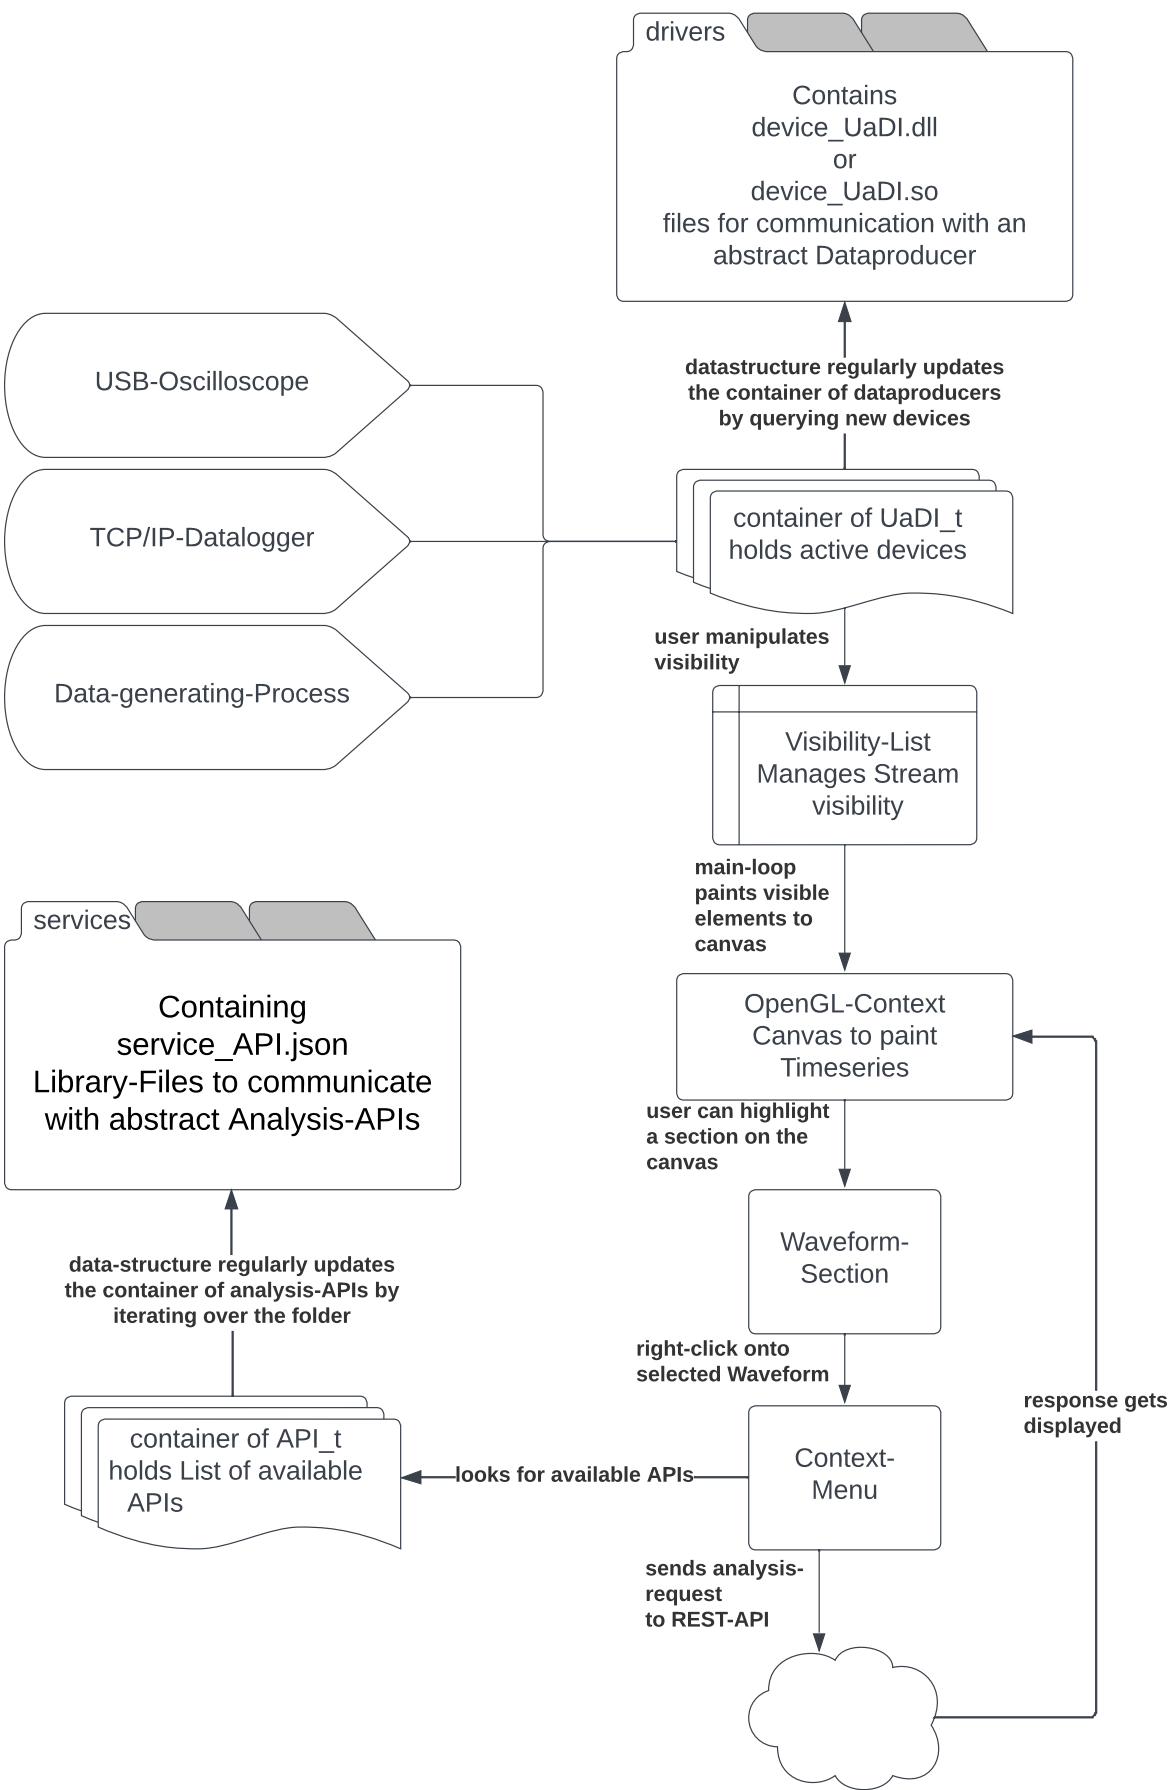 drivers
Contains
device_UaDI.dll
or
device_UaDI.so
files for communication with an
abstract Dataproducer
datastructure regularly updates
the container of dataproducers
by querying new devices
USB-Oscilloscope
TCP/IP-Datalogger
Data-generating-Process
container of UaDI_t
holds active devices
user manipulates
visibility
Visibility-List
Manages Stream
visibility
main-loop
paints visible
elements to
canvas
OpenGL-Context
Canvas to paint
Timeseries
user can highlight
a section on the
canvas
Waveform-
Section
right-click onto
selected Waveform
Context-
Menu
looks for available APIs
services
Containing
service_API.json
Library-Files to communicate
with abstract Analysis-APIs
data-structure regularly updates
the container of analysis-APIs by
iterating over the folder
container of API_t
holds List of available
APIs
sends analysis-
request
to REST-API
response gets
displayed